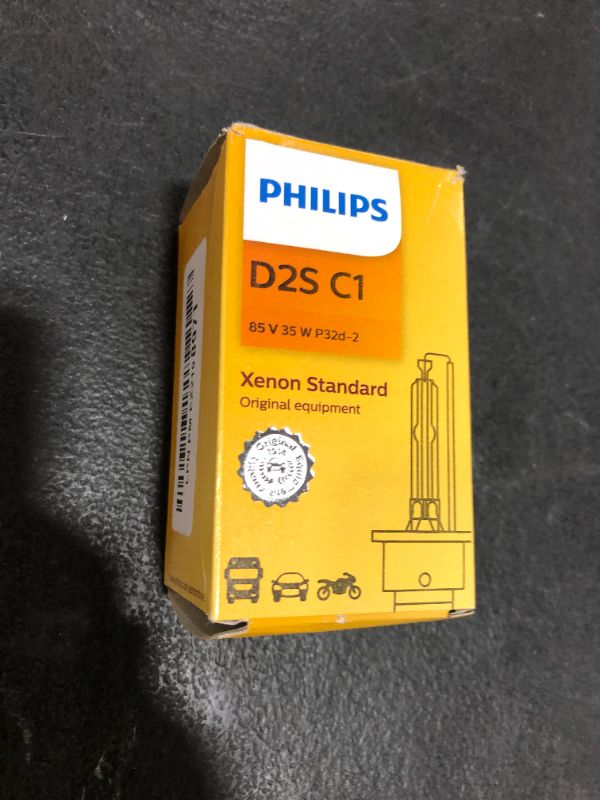 PHILIPS
D2S C1
85 V 35 W P32d-2
Xenon Standard
Original equipment